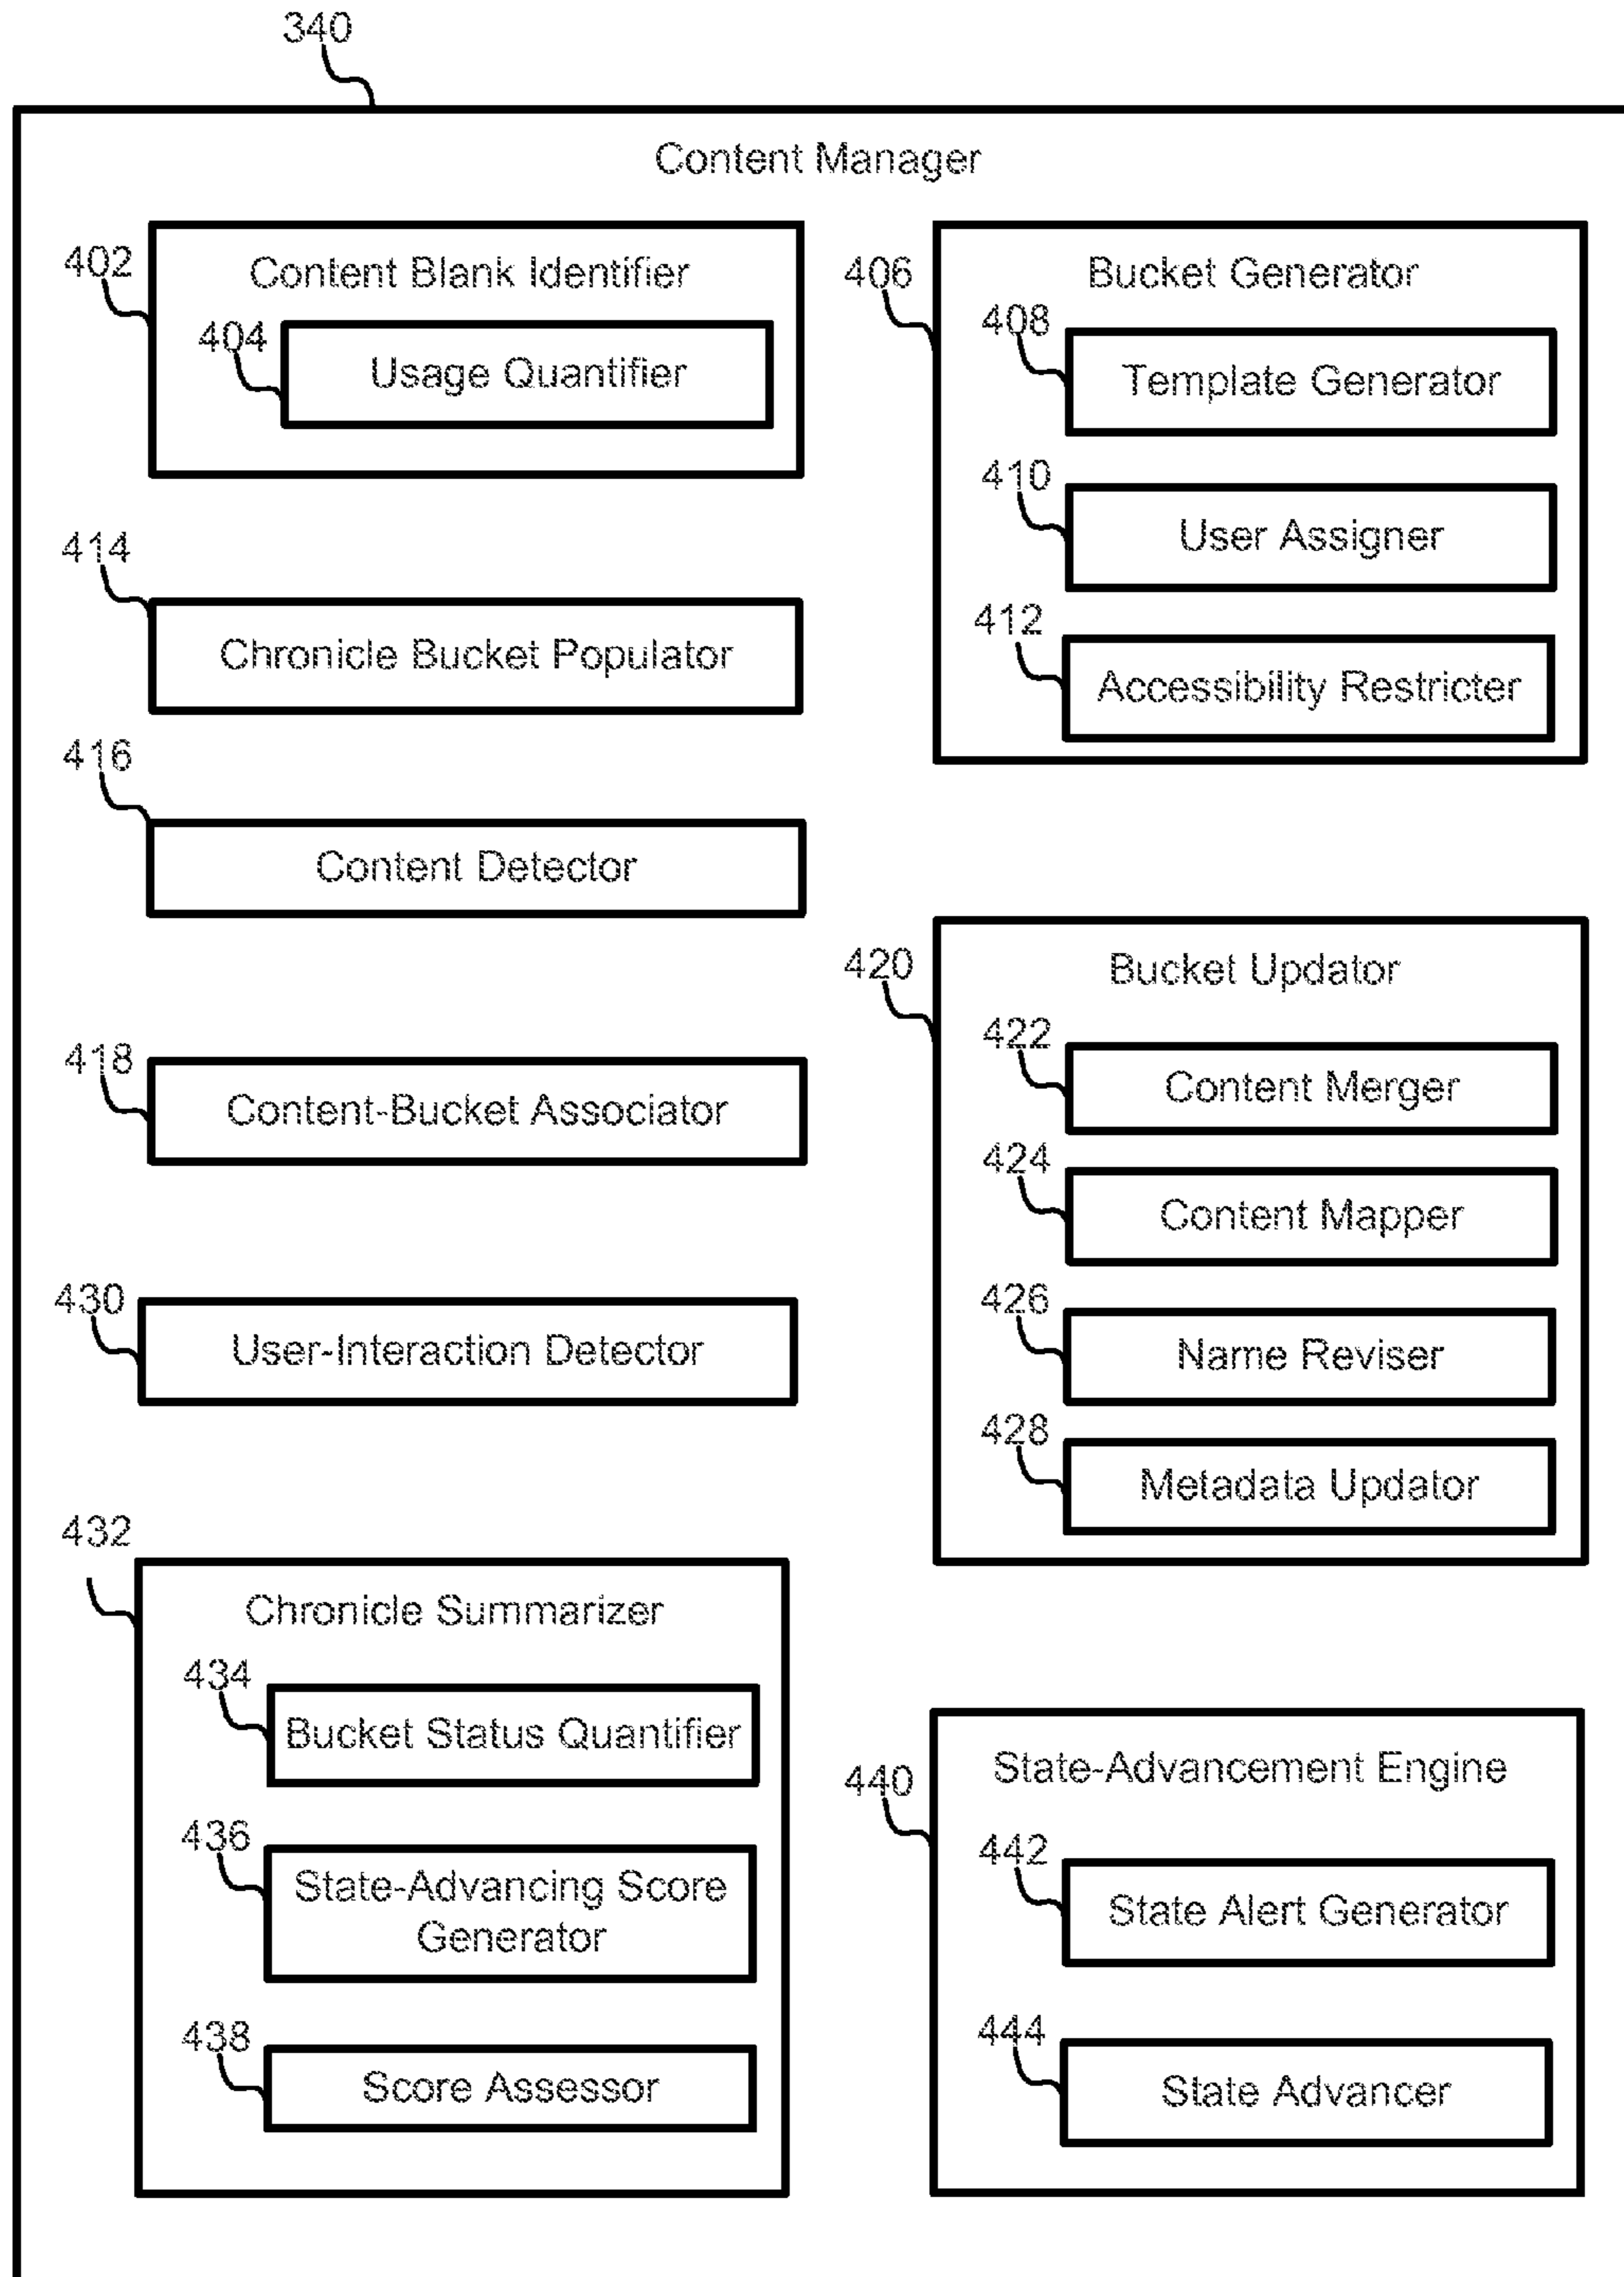 340
Content Manager
402
Content Blank Identifier
404
Usage Quantifier
406
Bucket Generator
408
Template Generator
410
User Assigner
412
Accessibility Restricter
414
Chronicle Bucket Populator
416
Content Detector
418
Content-Bucket Associator
420
Bucket Updator
422
Content Merger
424
Content Mapper
426
Name Reviser
428
Metadata Updator
430
User-Interaction Detector
432
Chronicle Summarizer
434
Bucket Status Quantifier
436
State-Advancing Score
Generator
438
Score Assessor
440
State-Advancement Engine
442
State Alert Generator
444
State Advancer